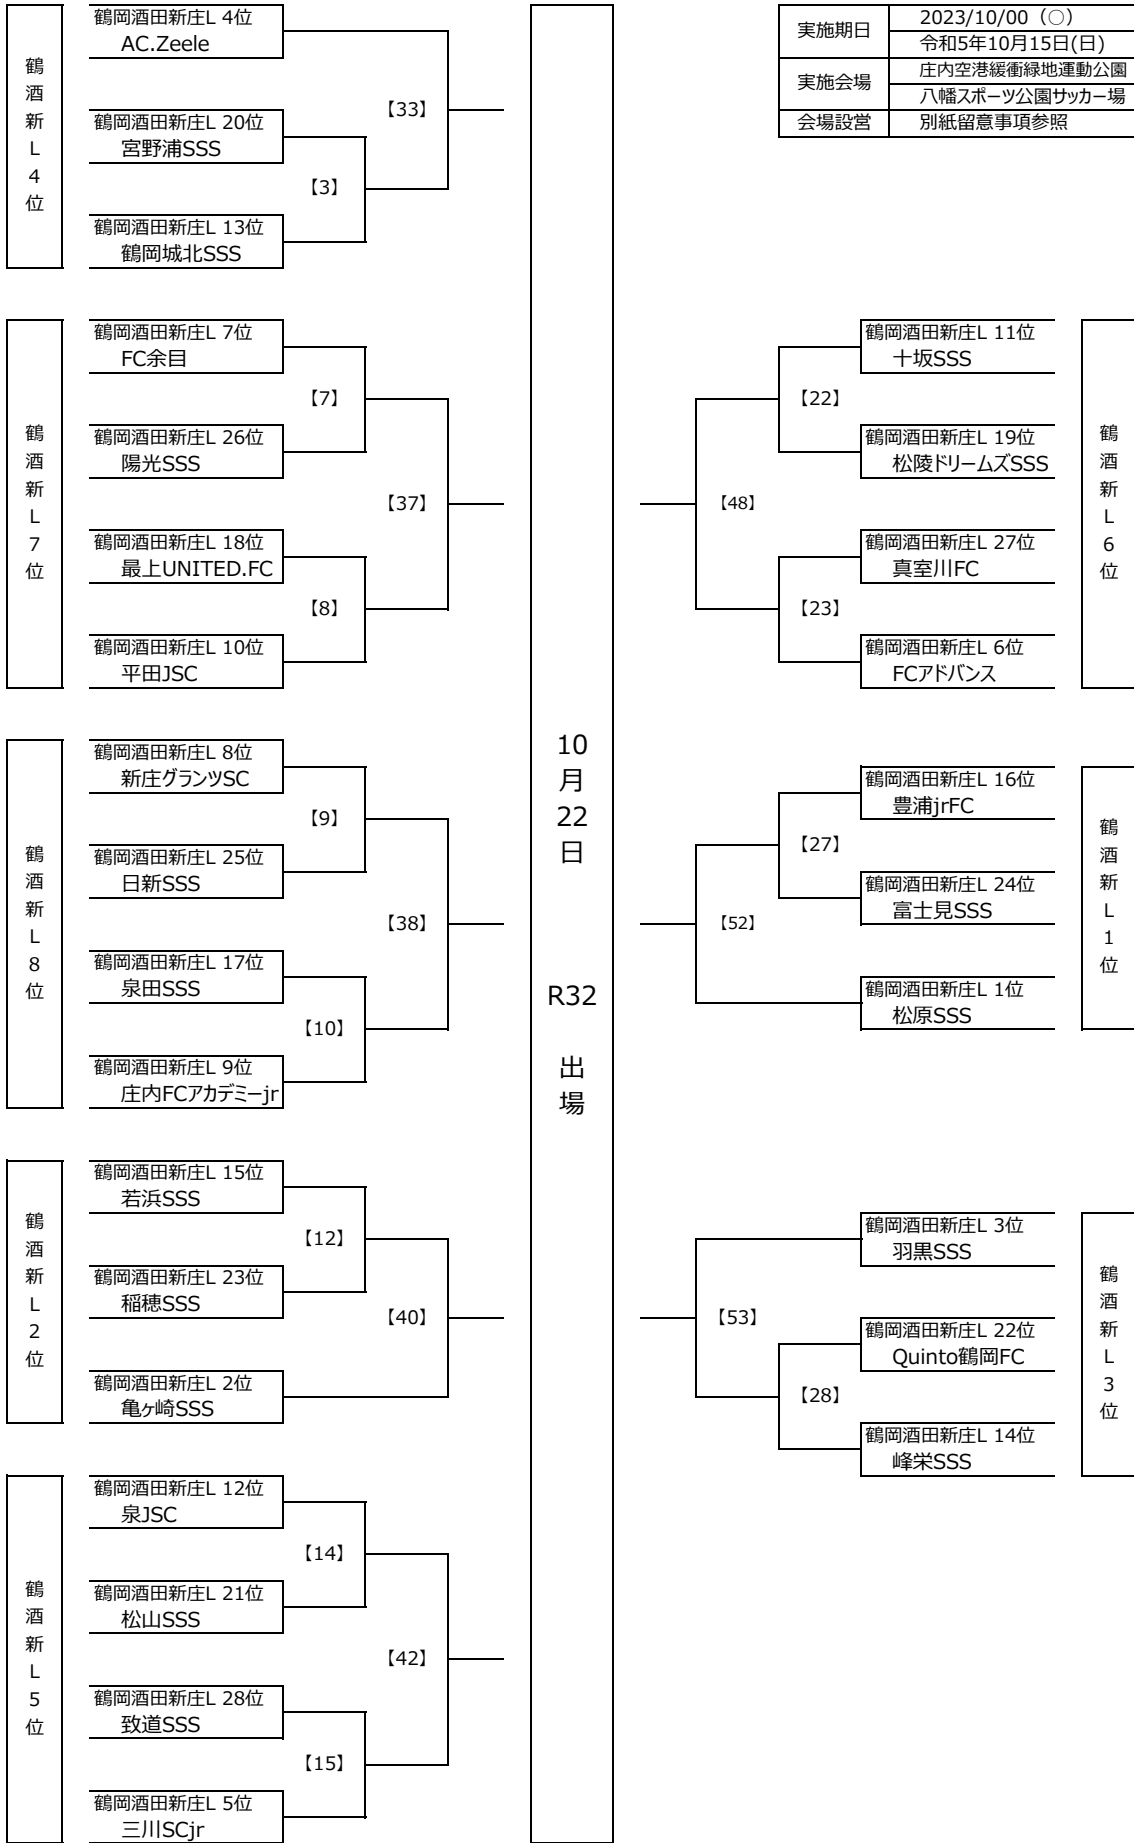 実施期日
2023/10/00（○）
令和5年10月15日(日)
実施会場
庄内空港緩衝緑地運動公園
八幡スポーツ公園サッカー場
会場設営
別紙留意事項参照
鶴酒新L4位
鶴岡酒田新庄L 4位
AC.Zeele
【33】
鶴岡酒田新庄L 20位
宮野浦SSS
【3】
鶴岡酒田新庄L 13位
鶴岡城北SSS
鶴酒新L7位
鶴岡酒田新庄L 7位
FC余目
【7】
鶴岡酒田新庄L 26位
陽光SSS
【37】
鶴岡酒田新庄L 18位
最上UNITED.FC
【8】
鶴岡酒田新庄L 10位
平田JSC
鶴酒新L8位
鶴岡酒田新庄L 8位
新庄グランツSC
【9】
鶴岡酒田新庄L 25位
日新SSS
【38】
鶴岡酒田新庄L 17位
泉田SSS
【10】
鶴岡酒田新庄L 9位
庄内FCアカデミーjr
鶴酒新L2位
鶴岡酒田新庄L 15位
若浜SSS
【12】
鶴岡酒田新庄L 23位
稲穂SSS
【40】
鶴岡酒田新庄L 2位
亀ヶ崎SSS
鶴酒新L5位
鶴岡酒田新庄L 12位
泉JSC
【14】
鶴岡酒田新庄L 21位
松山SSS
【42】
鶴岡酒田新庄L 28位
致道SSS
【15】
鶴岡酒田新庄L 5位
三川SCjr
10月22日
R32
出場
鶴岡酒田新庄L 11位
十坂SSS
【22】
鶴岡酒田新庄L 19位
松陵ドリームズSSS
【48】
鶴岡酒田新庄L 27位
真室川FC
【23】
鶴岡酒田新庄L 6位
FCアドバンス
鶴酒新L6位
鶴岡酒田新庄L 16位
豊浦jrFC
【27】
鶴岡酒田新庄L 24位
富士見SSS
【52】
鶴岡酒田新庄L 1位
松原SSS
鶴酒新L1位
鶴岡酒田新庄L 3位
羽黒SSS
【53】
鶴岡酒田新庄L 22位
Quinto鶴岡FC
【28】
鶴岡酒田新庄L 14位
峰栄SSS
鶴酒新L3位